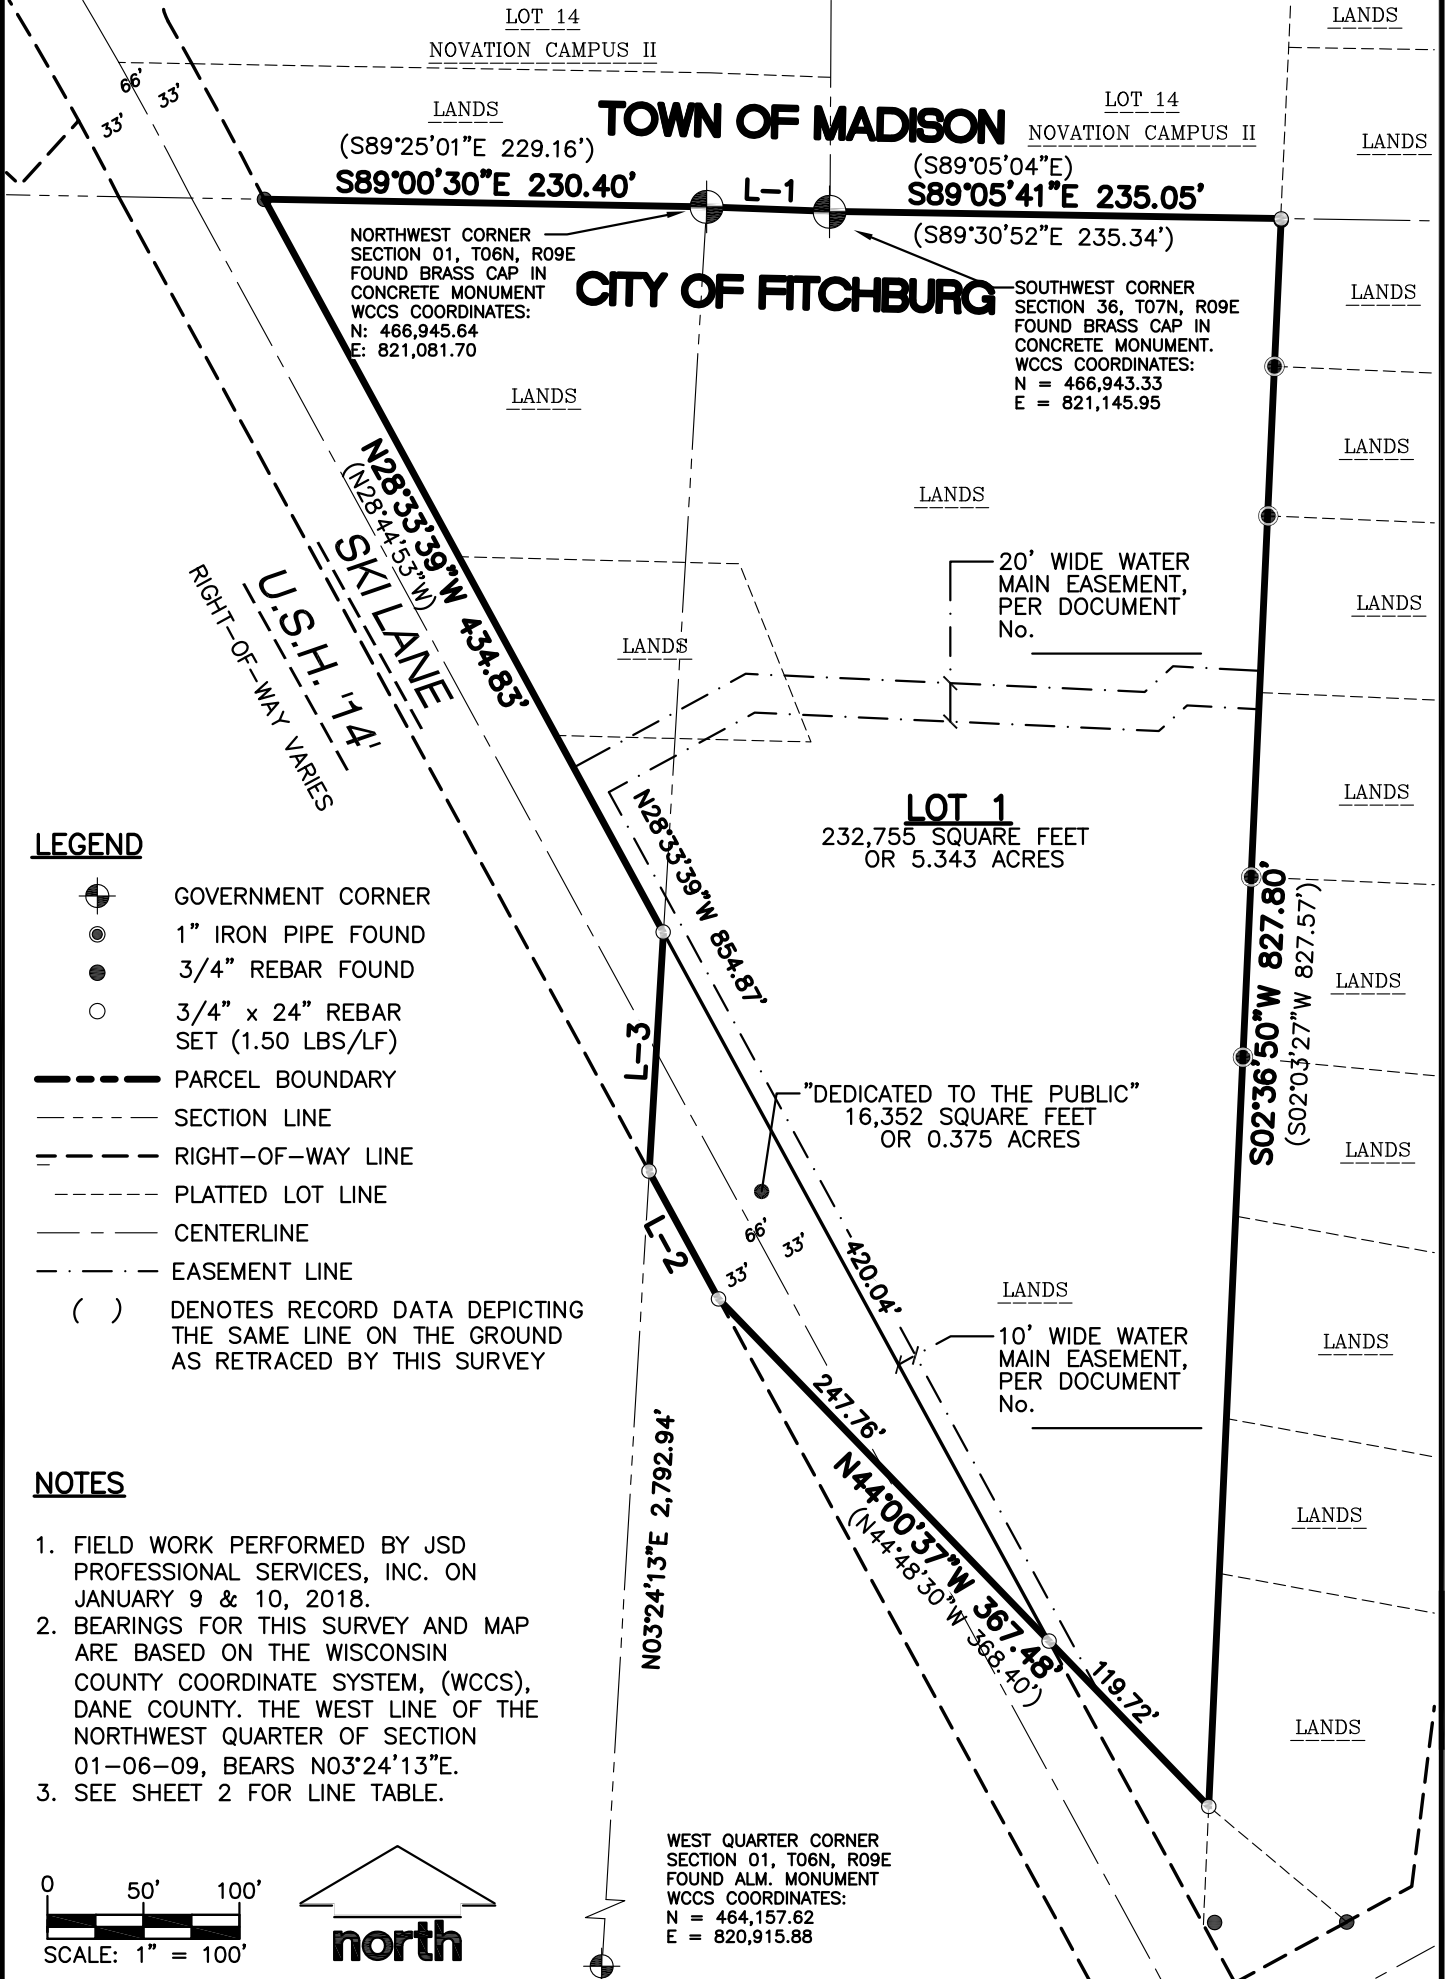 LOT 14
NOVATION CAMPUS II
LANDS
66'
33'
33'
LANDS
TOWN OF MADISON
LOT 14
NOVATION CAMPUS II
LANDS
(S89°25'01"E 229.16')
S89°00'30"E 230.40'
L-1
(S89°05'04"E)
S89°05'41"E 235.05'
(S89°30'52"E 235.34')
NORTHWEST CORNER
SECTION 01, T06N, R09E
FOUND BRASS CAP IN
CONCRETE MONUMENT
WCCS COORDINATES:
N: 466,945.64
E: 821,081.70
CITY OF FITCHBURG
SOUTHWEST CORNER
SECTION 36, T07N, R09E
FOUND BRASS CAP IN
CONCRETE MONUMENT.
WCCS COORDINATES:
N = 466,943.33
E = 821,145.95
LANDS
LANDS
LANDS
LANDS
N28°33'39"W 434.83'
(N28°44'53"W)
SKI LANE
U.S.H. '14'
RIGHT-OF-WAY VARIES
20' WIDE WATER
MAIN EASEMENT,
PER DOCUMENT
No.
LANDS
LANDS
LANDS
LOT 1
232,755 SQUARE FEET
OR 5.343 ACRES
N28°33'39"W 854.87'
S02°36'50"W 827.80'
(S02°03'27"W 827.57')
LANDS
LEGEND
GOVERNMENT CORNER
1" IRON PIPE FOUND
3/4" REBAR FOUND
3/4" x 24" REBAR
SET (1.50 LBS/LF)
PARCEL BOUNDARY
SECTION LINE
RIGHT-OF-WAY LINE
PLATTED LOT LINE
CENTERLINE
EASEMENT LINE
( ) DENOTES RECORD DATA DEPICTING
THE SAME LINE ON THE GROUND
AS RETRACED BY THIS SURVEY
L-3
L-2
"DEDICATED TO THE PUBLIC"
16,352 SQUARE FEET
OR 0.375 ACRES
LANDS
66'
33'
33'
420.04'
LANDS
10' WIDE WATER
MAIN EASEMENT,
PER DOCUMENT
No.
LANDS
247.76'
N44°00'37"W 367.48'
(N44°48'30"W 368.40')
119.72'
N03°24'13"E 2,792.94'
LANDS
LANDS
NOTES
1. FIELD WORK PERFORMED BY JSD
PROFESSIONAL SERVICES, INC. ON
JANUARY 9 & 10, 2018.
2. BEARINGS FOR THIS SURVEY AND MAP
ARE BASED ON THE WISCONSIN
COUNTY COORDINATE SYSTEM, (WCCS),
DANE COUNTY. THE WEST LINE OF THE
NORTHWEST QUARTER OF SECTION
01-06-09, BEARS N03°24'13"E.
3. SEE SHEET 2 FOR LINE TABLE.
0 50' 100'
SCALE: 1" = 100'
north
WEST QUARTER CORNER
SECTION 01, T06N, R09E
FOUND ALM. MONUMENT
WCCS COORDINATES:
N = 464,157.62
E = 820,915.88
LANDS